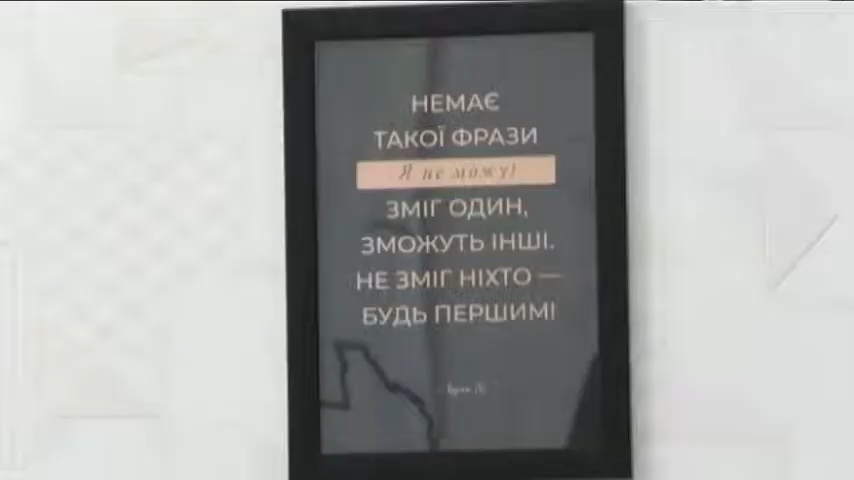 НЕМАЄ
ТАКОЇ ФРАЗИ
Я не можу!
ЗМІГ ОДИН,
ЗМОЖУТЬ ІНШІ.
НЕ ЗМІГ НІХТО —
БУДЬ ПЕРШИМ!